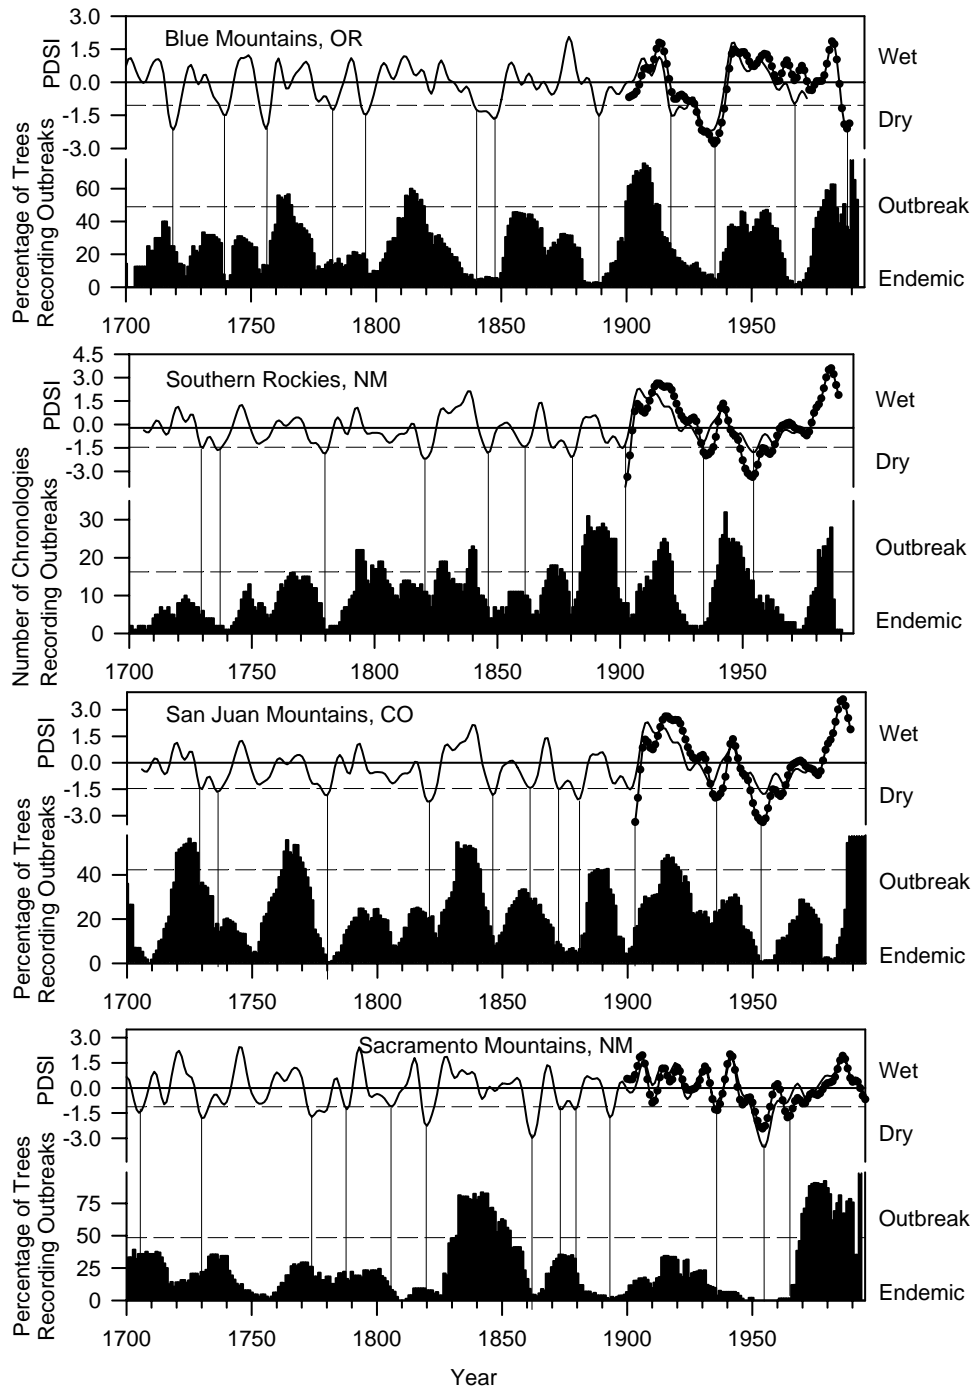 3.0
1.5
0.0
-1.5
-3.0
PDSI
Blue Mountains, OR
Wet
Dry
60
40
20
0
Percentage of Trees
Recording Outbreaks
Outbreak
Endemic
1700 1750 1800 1850 1900 1950
4.5
3.0
1.5
0.0
-1.5
-3.0
PDSI
Southern Rockies, NM
Wet
Dry
30
20
10
0
Number of Chronologies
Recording Outbreaks
Outbreak
Endemic
1700 1750 1800 1850 1900 1950
3.0
1.5
0.0
-1.5
-3.0
PDSI
San Juan Mountains, CO
Wet
Dry
40
20
0
Percentage of Trees
Recording Outbreaks
Outbreak
Endemic
1700 1750 1800 1850 1900 1950
3.0
1.5
0.0
-1.5
-3.0
PDSI
Sacramento Mountains, NM
Wet
Dry
75
50
25
0
Percentage of Trees
Recording Outbreaks
Outbreak
Endemic
1700 1750 1800 1850 1900 1950
Year